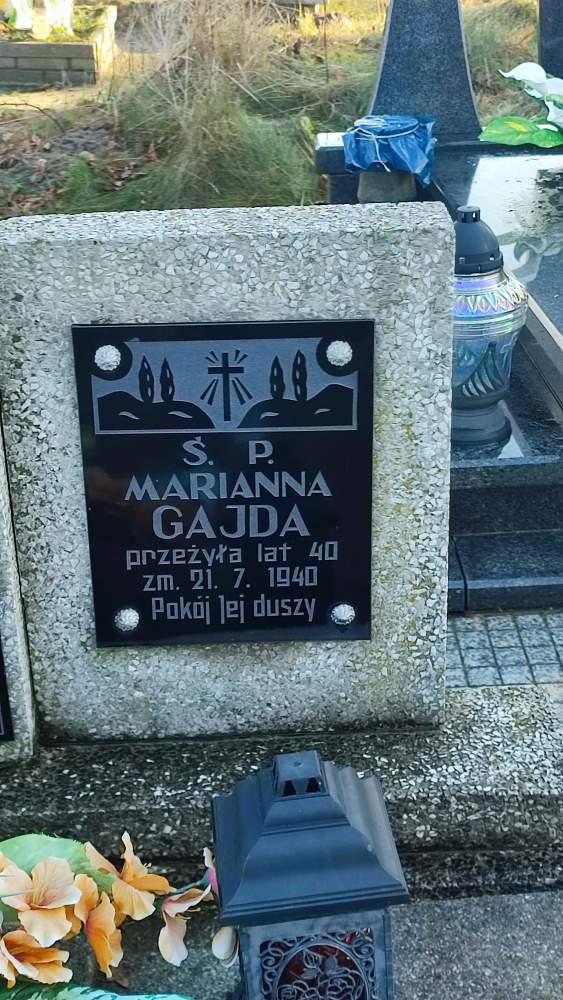 Ś. P.
MARIANNA
GAJDA
przeżyła lat 40
zm. 21. 7. 1940
Pokój Jej duszy